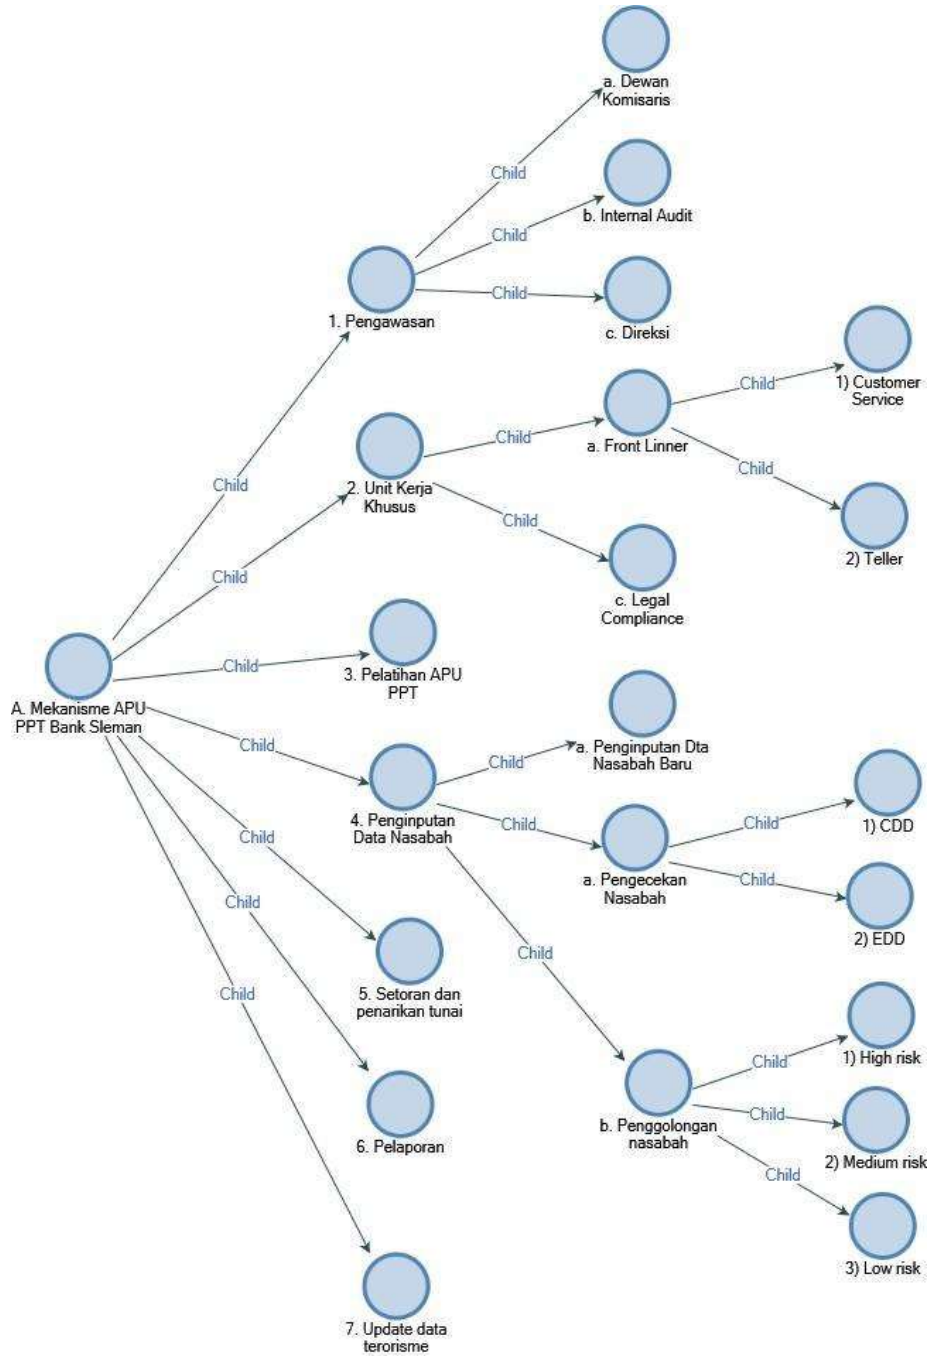 a. Dewan
Komisaris
Child
b. Internal Audit
Child
Child
1. Pengawasan
c. Direksi
1) Customer
Service
Child
a. Front Linner
Child
Child
2. Unit Kerja
Khusus
Child
Child
2) Teller
Child
c. Legal
Compliance
Child
A. Mekanisme APU
PPT Bank Sleman
Child
3. Pelatihan APU
PPT
Child
a. Penginputan Dta
Nasabah Baru
Child
4. Penginputan
Data Nasabah
Child
a. Pengecekan
Nasabah
Child
1) CDD
Child
2) EDD
Child
5. Setoran dan
penarikan tunai
Child
6. Pelaporan
Child
7. Update data
terorisme
Child
b. Penggolongan
nasabah
Child
1) High risk
Child
2) Medium risk
Child
3) Low risk